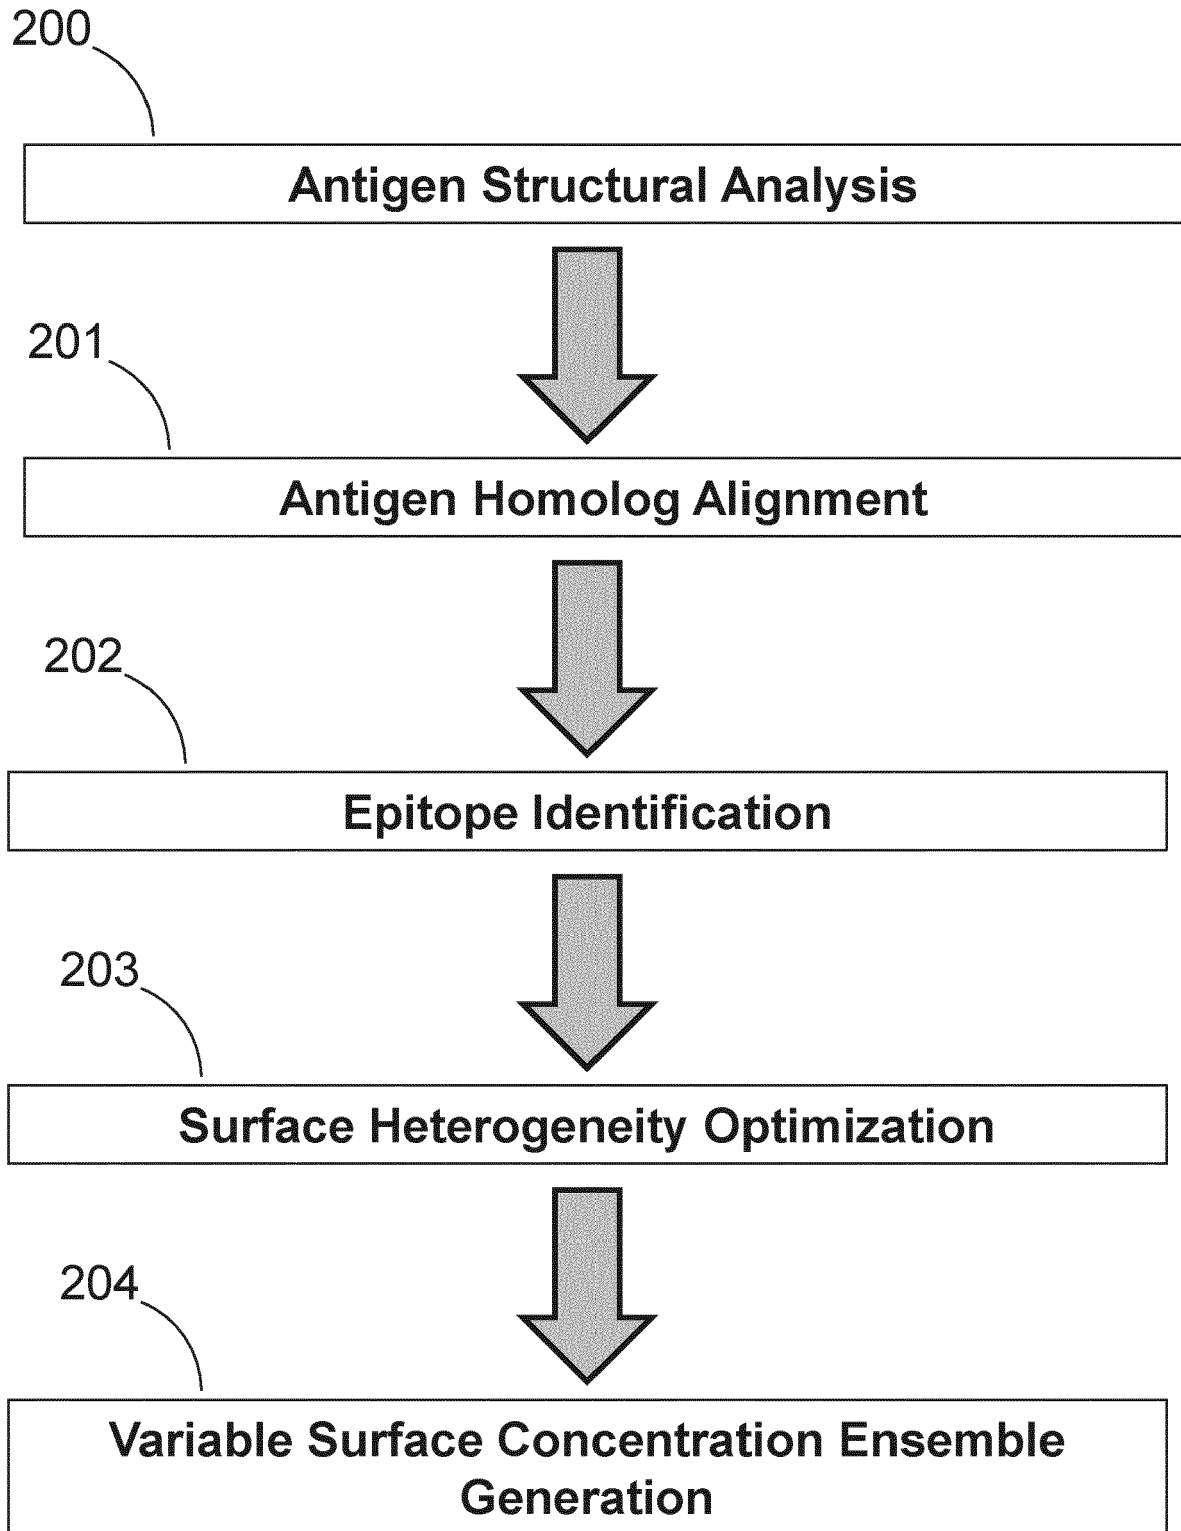 200
Antigen Structural Analysis
201
Antigen Homolog Alignment
202
Epitope Identification
203
Surface Heterogeneity Optimization
204
Variable Surface Concentration Ensemble
Generation